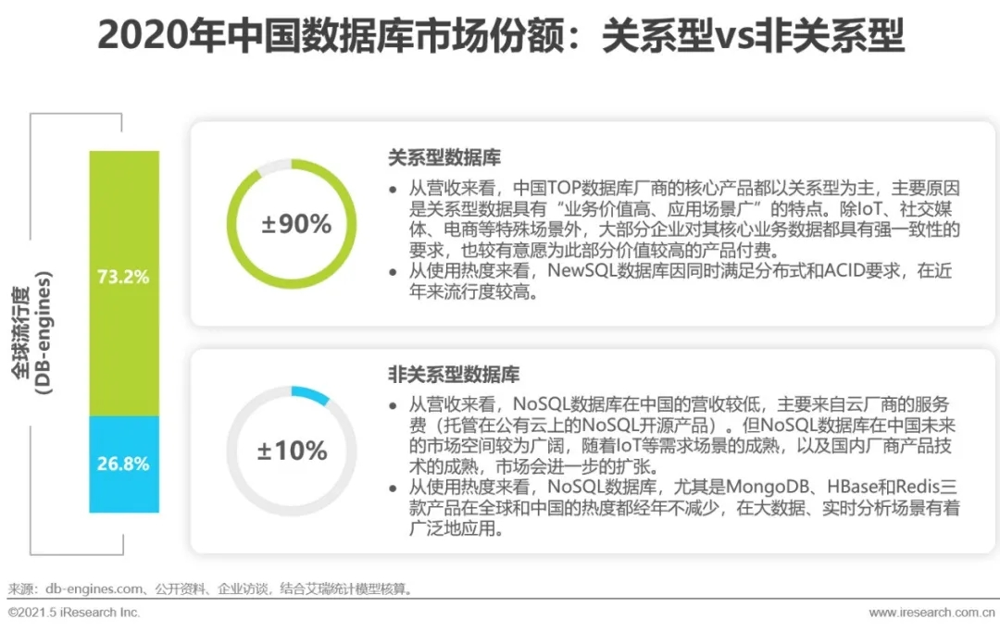 2020年中国数据库市场份额：关系型vs非关系型
全球流行度
(DB-engines)
73.2%
26.8%
±90%
关系型数据库
• 从营收来看，中国TOP数据库厂商的核心产品都以关系型为主，主要原因
是关系型数据具有“业务价值高、应用场景广”的特点。除IoT、社交媒
体、电商等特殊场景外，大部分企业对其核心业务数据都具有强一致性的
要求，也较有意愿为此部分价值较高的产品付费。
• 从使用热度来看，NewSQL数据库因同时满足分布式和ACID要求，在近
年来流行度较高。
±10%
非关系型数据库
• 从营收来看，NoSQL数据库在中国的营收较低，主要来自云厂商的服务
费（托管在公有云上的NoSQL开源产品）。但NoSQL数据库在中国未来
的市场空间较为广阔，随着IoT等需求场景的成熟，以及国内厂商产品技
术的成熟，市场会进一步的扩张。
• 从使用热度来看，NoSQL数据库，尤其是MongoDB、HBase和Redis三
款产品在全球和中国的热度都经年不减少，在大数据、实时分析场景有着
广泛地应用。
来源：db-engines.com、公开资料、企业访谈，结合艾瑞统计模型核算。
©2021.5 iResearch Inc.
www.iresearch.com.cn